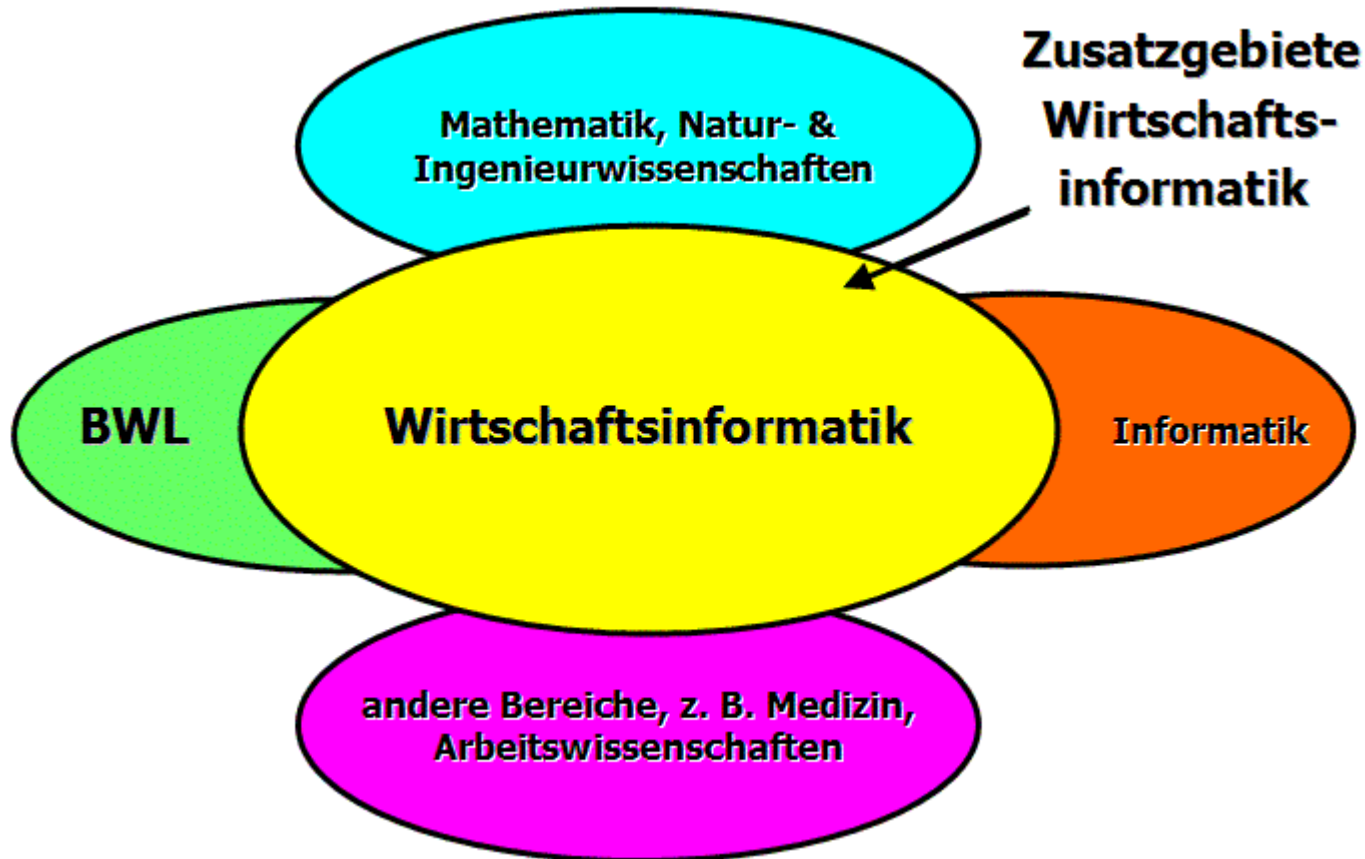 Zusatzgebiete
Wirtschafts-
informatik
Mathematik, Natur- &
Ingenieurwissenschaften
BWL
Wirtschaftsinformatik
Informatik
andere Bereiche, z. B. Medizin,
Arbeitswissenschaften